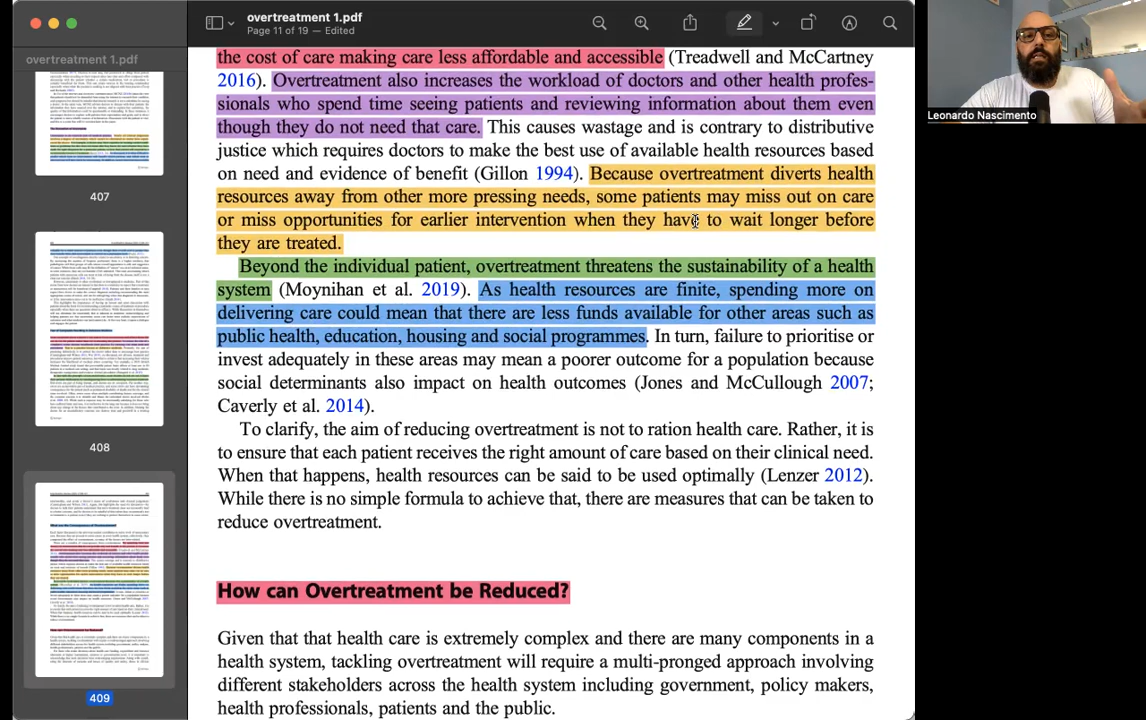 overtreatment 1.pdf
Page 11 of 19 — Edited
overtreatment 1.pdf
407
408
409
the cost of care making care less affordable and accessible (Treadwell and McCartney
2016). Overtreatment also increases the workload of doctors and other health profes-
sionals who spend time seeing patients and reviewing information about them even
though they do not need that care. This causes wastage and is contrary to distributive
justice which requires doctors to make the best use of available health resources based
on need and evidence of benefit (Gillon 1994). Because overtreatment diverts health
resources away from other more pressing needs, some patients may miss out on care
or miss opportunities for earlier intervention when they have to wait longer before
they are treated.
Beyond the individual patient, overtreatment threatens the sustainability of a health
system (Moynihan et al. 2019). As health resources are finite, spending more on
delivering care could mean that there are less funds available for other areas such as
public health, education, housing and social programmes. In turn, failure to prioritise or
invest adequately in these areas may lead to poorer outcome for a population because
social determinants also impact on health outcomes (Jones and McCullough 2007;
Caverly et al. 2014).
To clarify, the aim of reducing overtreatment is not to ration health care. Rather, it is
to ensure that each patient receives the right amount of care based on their clinical need.
When that happens, health resources can be said to be used optimally (Lenzer 2012).
While there is no simple formula to achieve that, there are measures that can be taken to
reduce overtreatment.
How can Overtreatment be Reduced?
Given that that health care is extremely complex and there are many components in a
health system, tackling overtreatment will require a multi-pronged approach involving
different stakeholders across the health system including government, policy makers,
health professionals, patients and the public.
Leonardo Nascimento